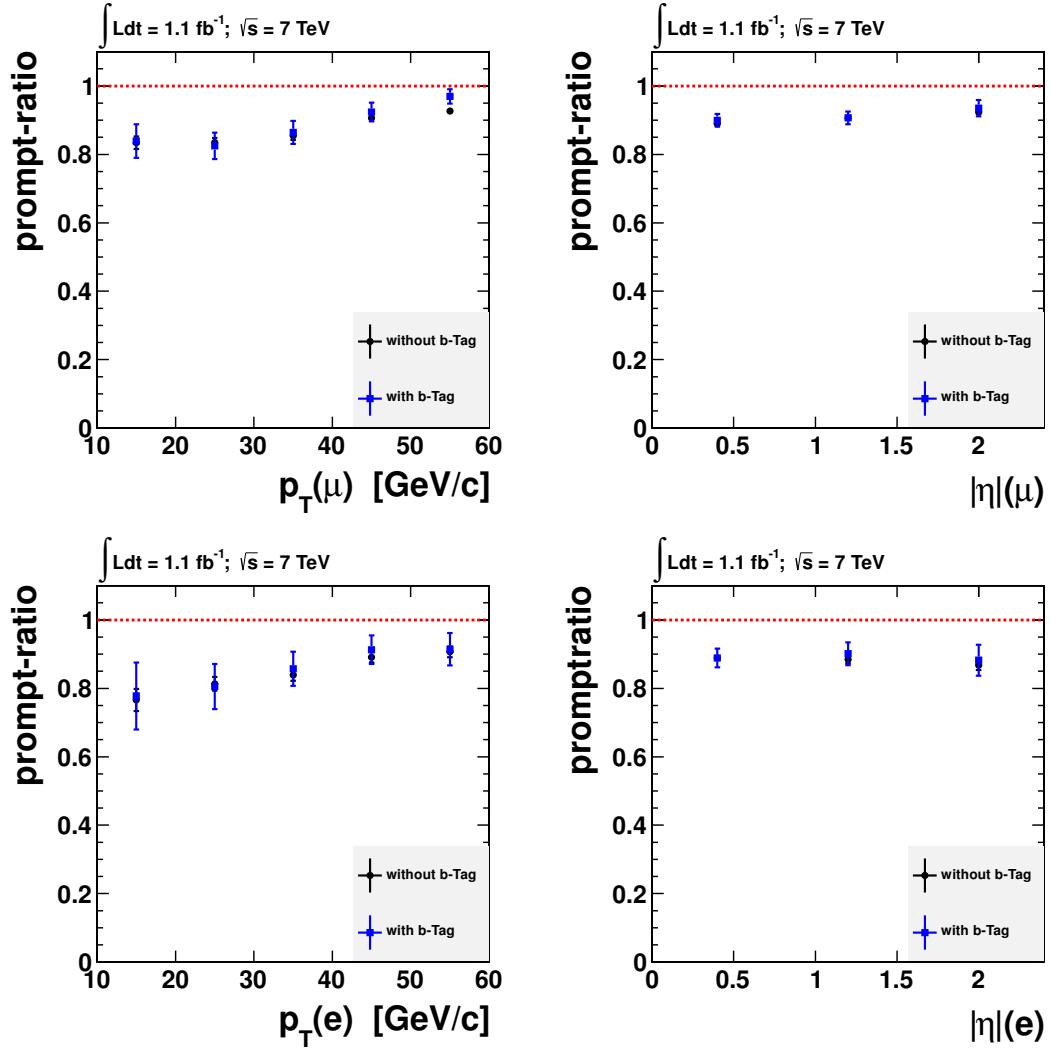 ∫ Ldt = 1.1 fb⁻¹; √s = 7 TeV
prompt-ratio
1
0.8
0.6
0.4
0.2
0
without b-Tag
with b-Tag
10 20 30 40 50 60
p_T(μ) [GeV/c]
∫ Ldt = 1.1 fb⁻¹; √s = 7 TeV
prompt-ratio
1
0.8
0.6
0.4
0.2
0
without b-Tag
with b-Tag
0 0.5 1 1.5 2
|η|(μ)
∫ Ldt = 1.1 fb⁻¹; √s = 7 TeV
prompt-ratio
1
0.8
0.6
0.4
0.2
0
without b-Tag
with b-Tag
10 20 30 40 50 60
p_T(e) [GeV/c]
∫ Ldt = 1.1 fb⁻¹; √s = 7 TeV
promptratio
1
0.8
0.6
0.4
0.2
0
without b-Tag
with b-Tag
0 0.5 1 1.5 2
|η|(e)